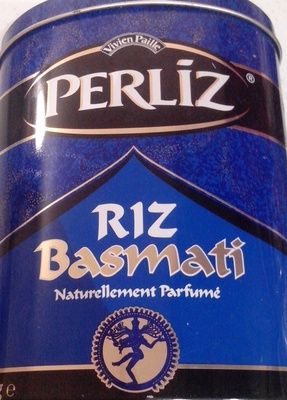 Vivien Paille
PERLIZ®
RIZ
Basmati
Naturellement Parfumé
e